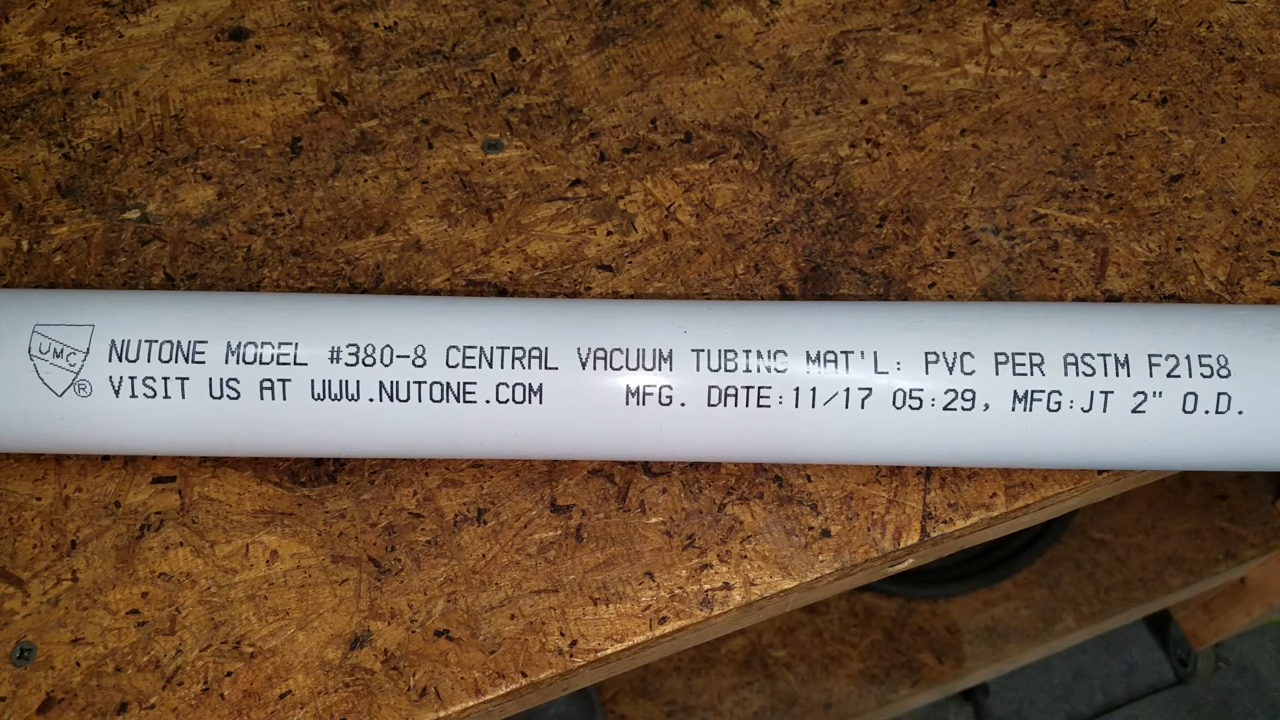 UMC ®
NUTONE MODEL #380-8 CENTRAL VACUUM TUBING MAT'L: PVC PER ASTM F2158
VISIT US AT WWW.NUTONE.COM MFG. DATE:11/17 05:29, MFG:JT 2" O.D.